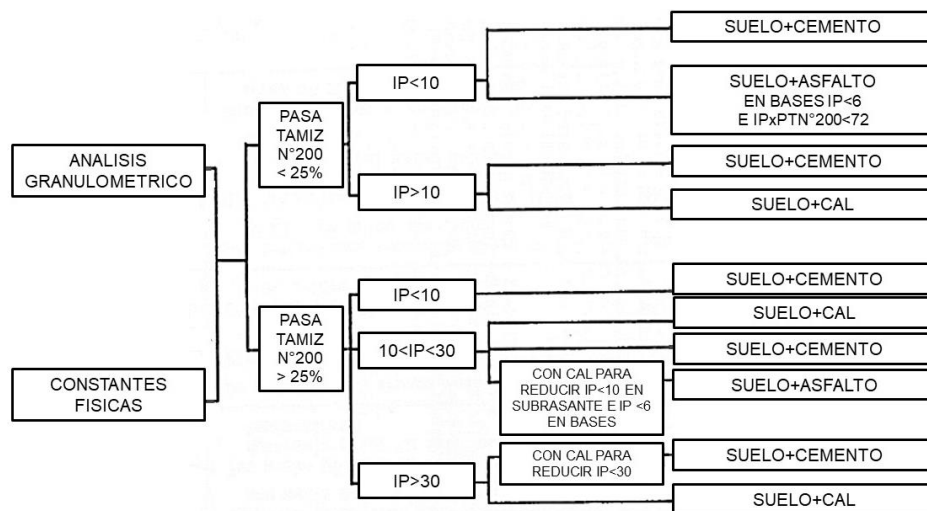 ANALISIS
GRANULOMETRICO
CONSTANTES
FISICAS
PASA
TAMIZ
N°200
< 25%
IP<10
SUELO+CEMENTO
SUELO+ASFALTO
EN BASES IP<6
E IPxPTN°200<72
IP>10
SUELO+CEMENTO
SUELO+CAL
PASA
TAMIZ
N°200
> 25%
IP<10
SUELO+CEMENTO
10<IP<30
SUELO+CAL
SUELO+CEMENTO
CON CAL PARA
REDUCIR IP<10 EN
SUBRASANTE E IP <6
EN BASES
SUELO+ASFALTO
IP>30
CON CAL PARA
REDUCIR IP<30
SUELO+CEMENTO
SUELO+CAL